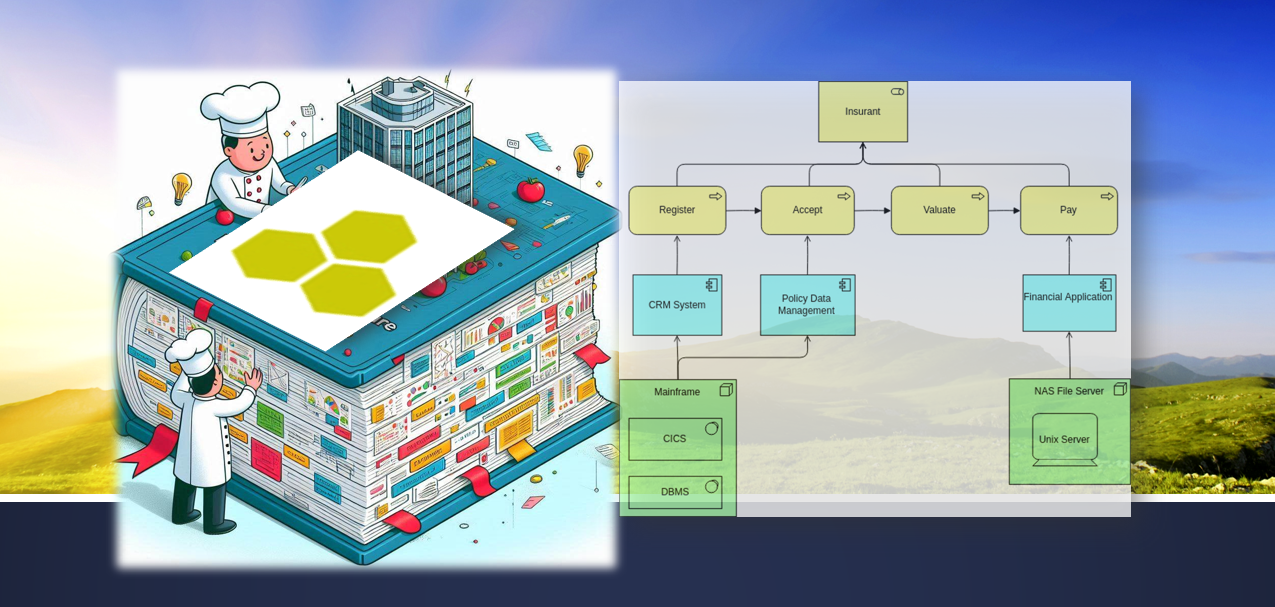 Insurant
Register
Accept
Valuate
Pay
CRM System
Policy Data
Management
Financial Application
Mainframe
CICS
DBMS
NAS File Server
Unix Server